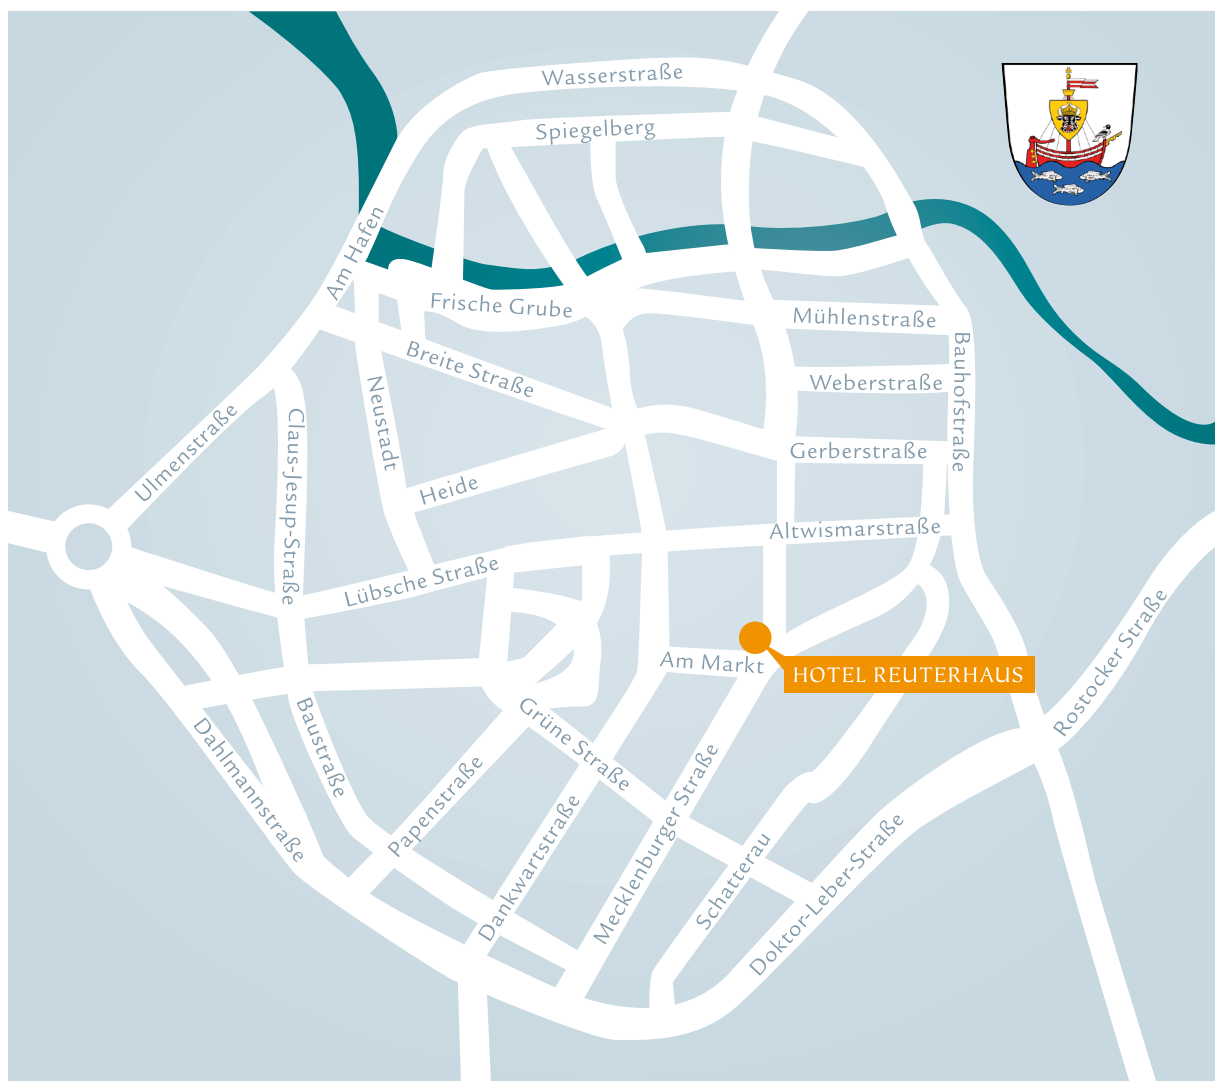 Wasserstraße
Spiegelberg
Am Hafen
Frische Grube
Mühlenstraße
Breite Straße
Bauhofstraße
Weberstraße
Neustadt
Ulmenstraße
Claus-Jesup-Straße
Gerberstraße
Heide
Altwismarstraße
Lübsche Straße
Rostocker Straße
Am Markt
HOTEL REUTERHAUS
Grüne Straße
Baustraße
Dahlmannstraße
Papenstraße
Dankwartstraße
Mecklenburger Straße
Schatterau
Doktor-Leber-Straße